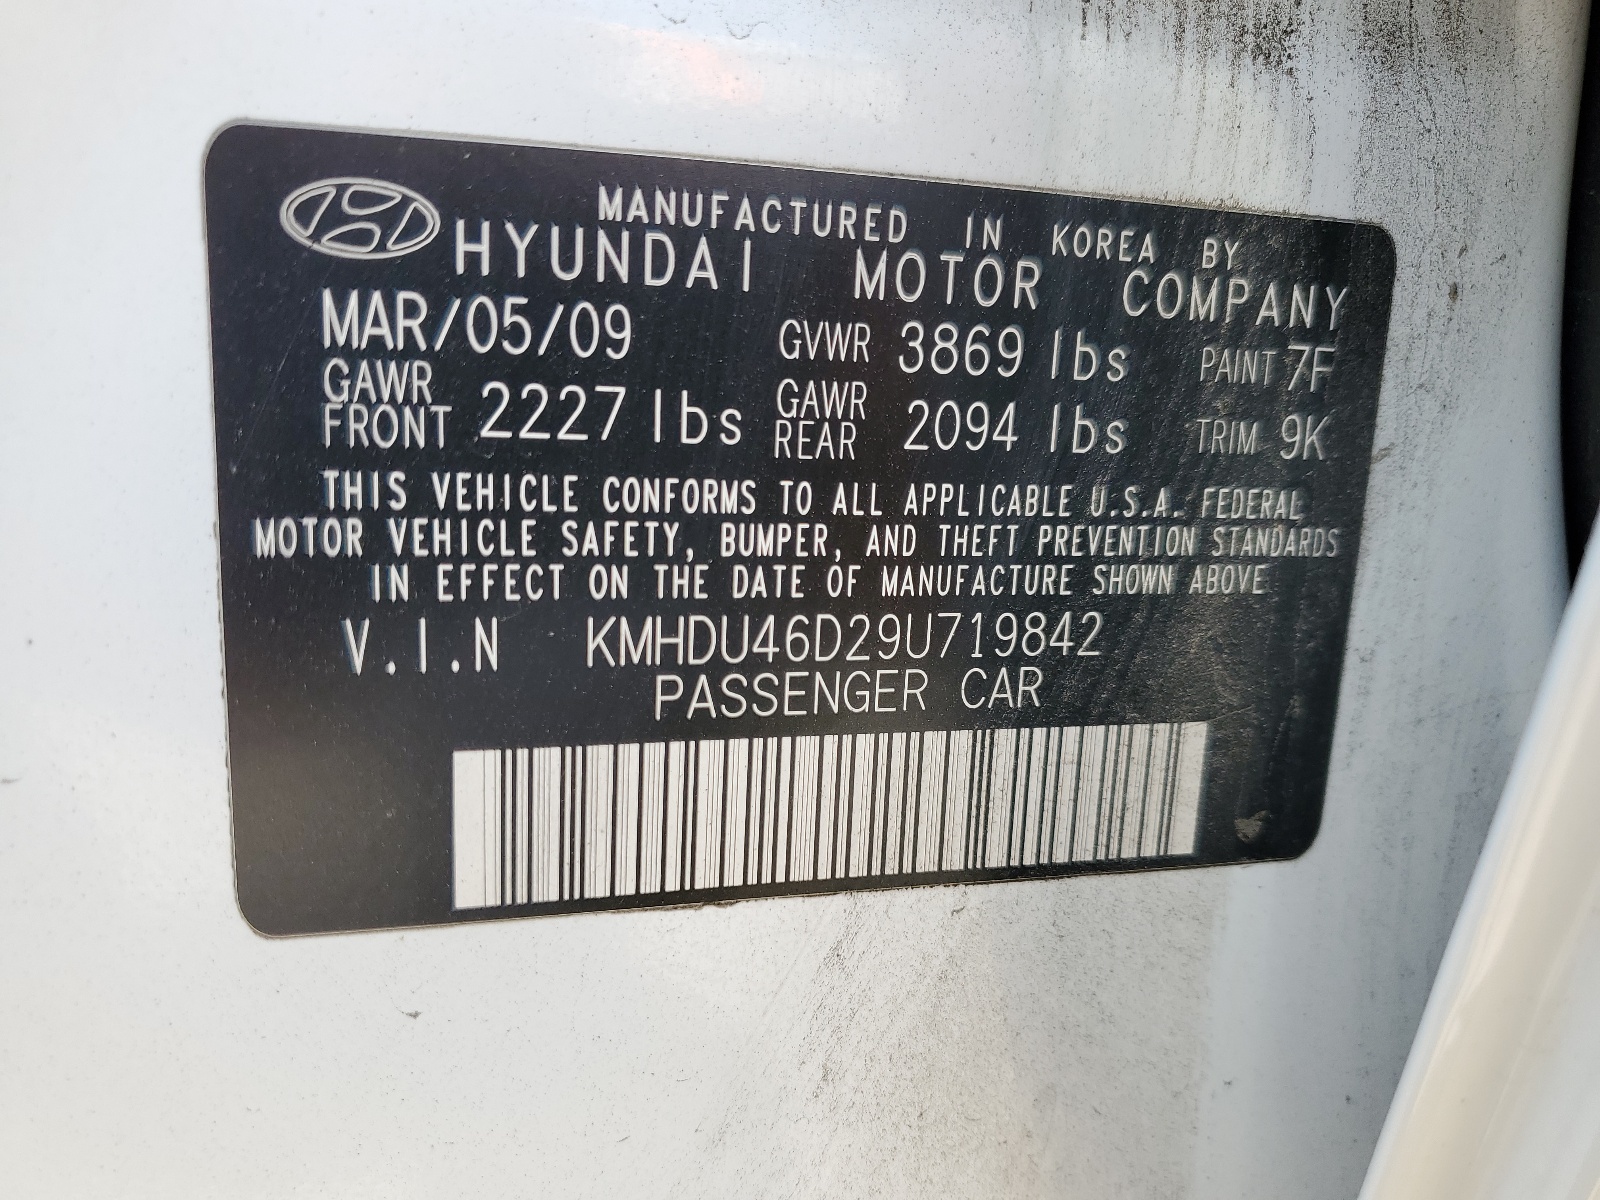 MANUFACTURED IN KOREA BY
HYUNDAI MOTOR COMPANY
MAR/05/09 GVWR 3869 lbs PAINT 7F
GAWR FRONT 2227 lbs GAWR REAR 2094 lbs TRIM 9K
THIS VEHICLE CONFORMS TO ALL APPLICABLE U.S.A. FEDERAL
MOTOR VEHICLE SAFETY, BUMPER, AND THEFT PREVENTION STANDARDS
IN EFFECT ON THE DATE OF MANUFACTURE SHOWN ABOVE
V.I.N KMHDU46D29U719842
PASSENGER CAR